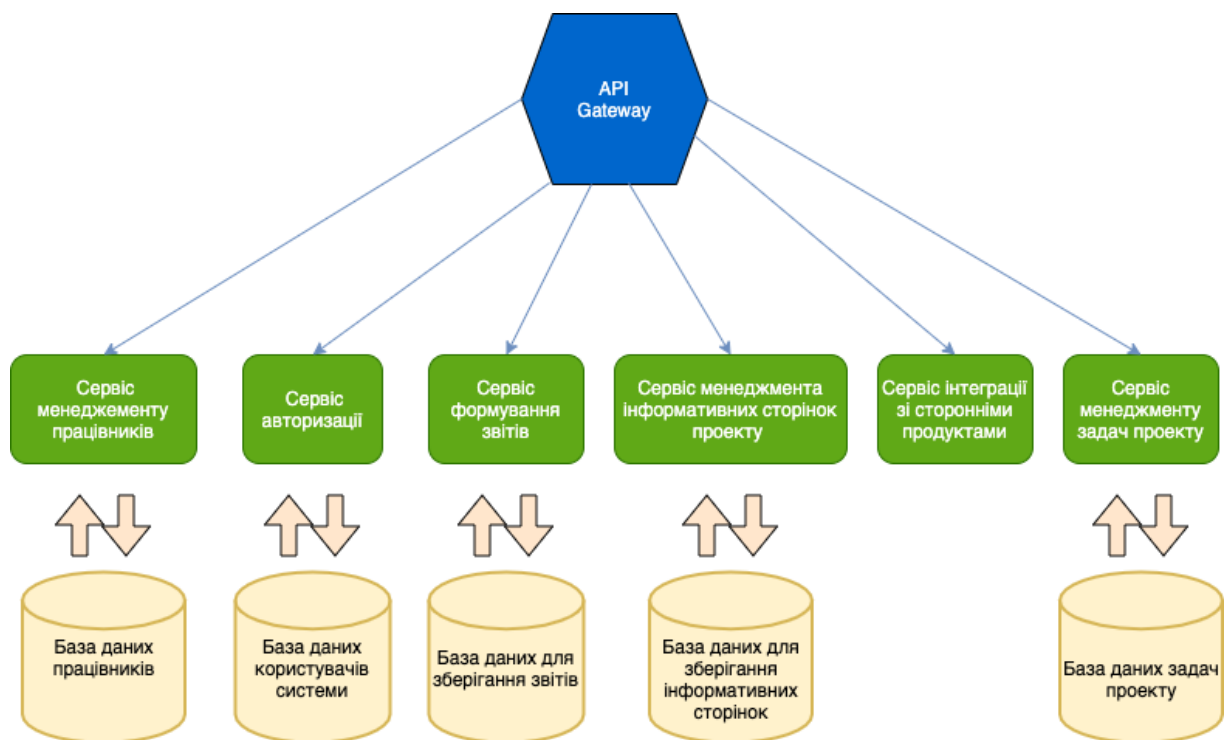 API
Gateway
Сервіс
менеджементу
працівників
Сервіс
авторизації
Сервіс
формування
звітів
Сервіс менеджмента
інформативних сторінок
проекту
Сервіс інтеграції
зі сторонніми
продуктами
Сервіс
менеджменту
задач проекту
База даних
працівників
База даних
користувачів
системи
База даних для
зберігання звітів
База даних для
зберігання
інформативних
сторінок
База даних задач
проекту